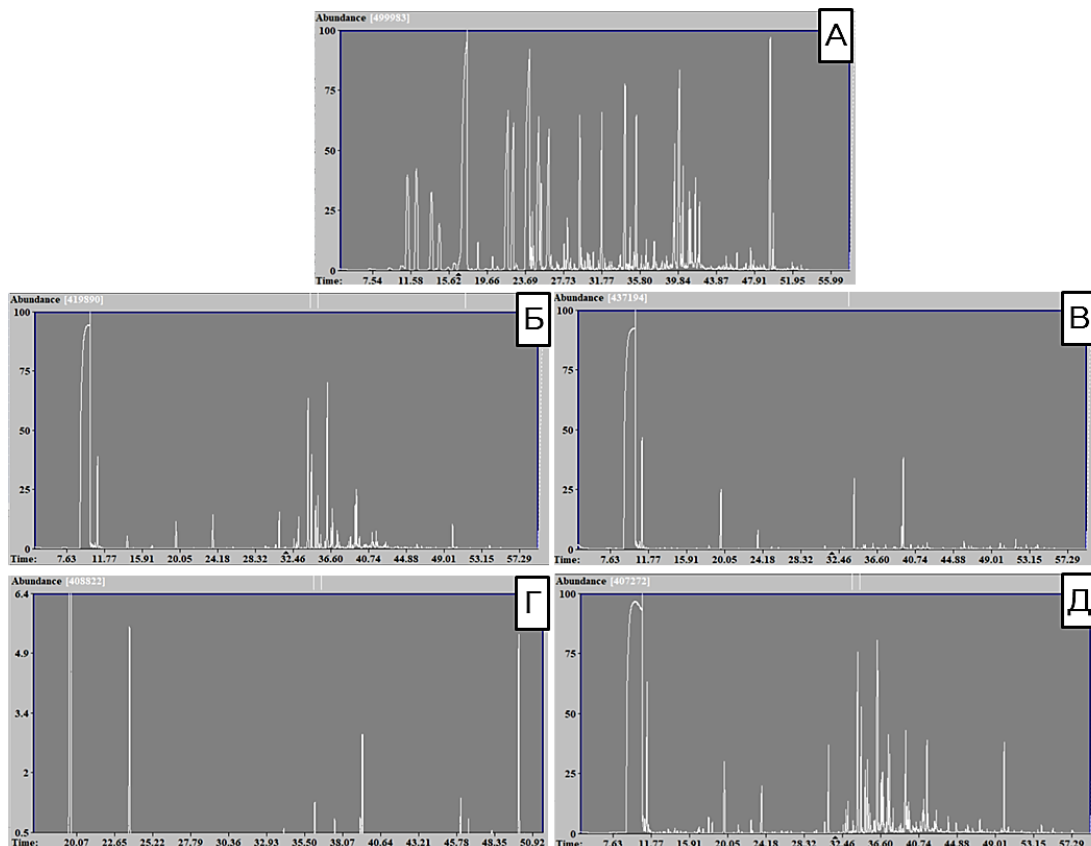 Abundance [499983]
А
100
75
50
25
0
Time: 7.54 11.58 15.62 19.66 23.69 27.73 31.77 35.80 39.84 43.87 47.91 51.95 55.99
Abundance [419890]
Б
100
75
50
25
0
Time: 7.63 11.77 15.91 20.05 24.18 28.32 32.46 36.60 40.74 44.88 49.01 53.15 57.29
Abundance [437194]
В
100
75
50
25
0
Time: 7.63 11.77 15.91 20.05 24.18 28.32 32.46 36.60 40.74 44.88 49.01 53.15 57.29
Abundance [408822]
Г
6.4
4.9
3.4
2
0.5
Time: 20.07 22.65 25.22 27.79 30.36 32.93 35.50 38.07 40.64 43.21 45.78 48.35 50.92
Abundance [407272]
Д
100
75
50
25
0
Time: 7.63 11.77 15.91 20.05 24.18 28.32 32.46 36.60 40.74 44.88 49.01 53.15 57.29